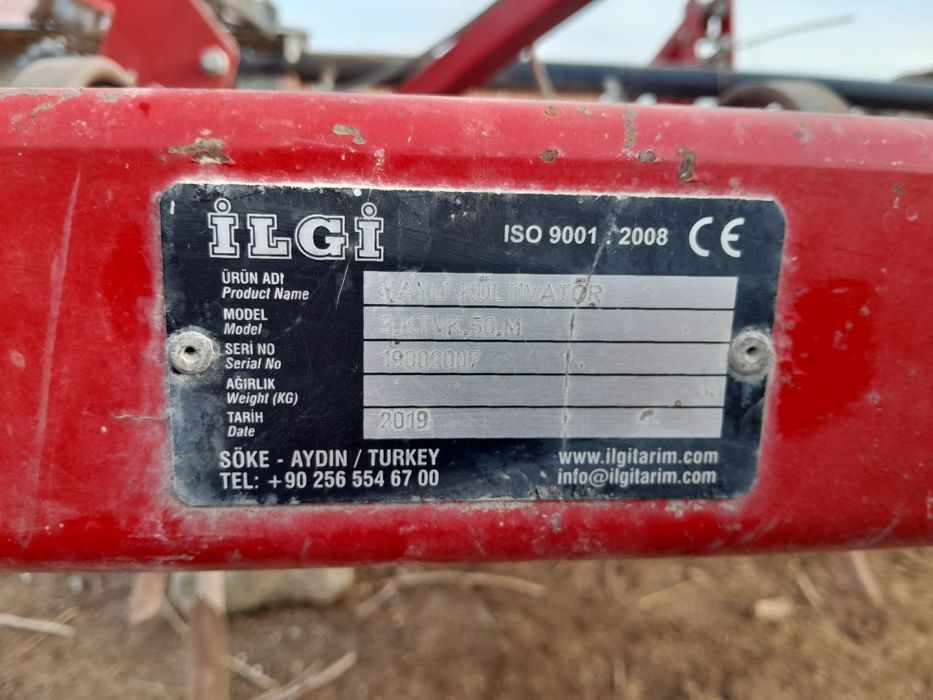 İLGİ
ISO 9001 : 2008 CE
ÜRÜN ADI
Product Name
YAYLI KÜLTİVATÖR
MODEL
Model
3.KTVK.50.M
SERİ NO
Serial No
19002007
AĞIRLIK
Weight (KG)
TARİH
Date
2019
SÖKE - AYDIN / TURKEY
TEL: +90 256 554 67 00
www.ilgitarim.com
info@ilgitarim.com